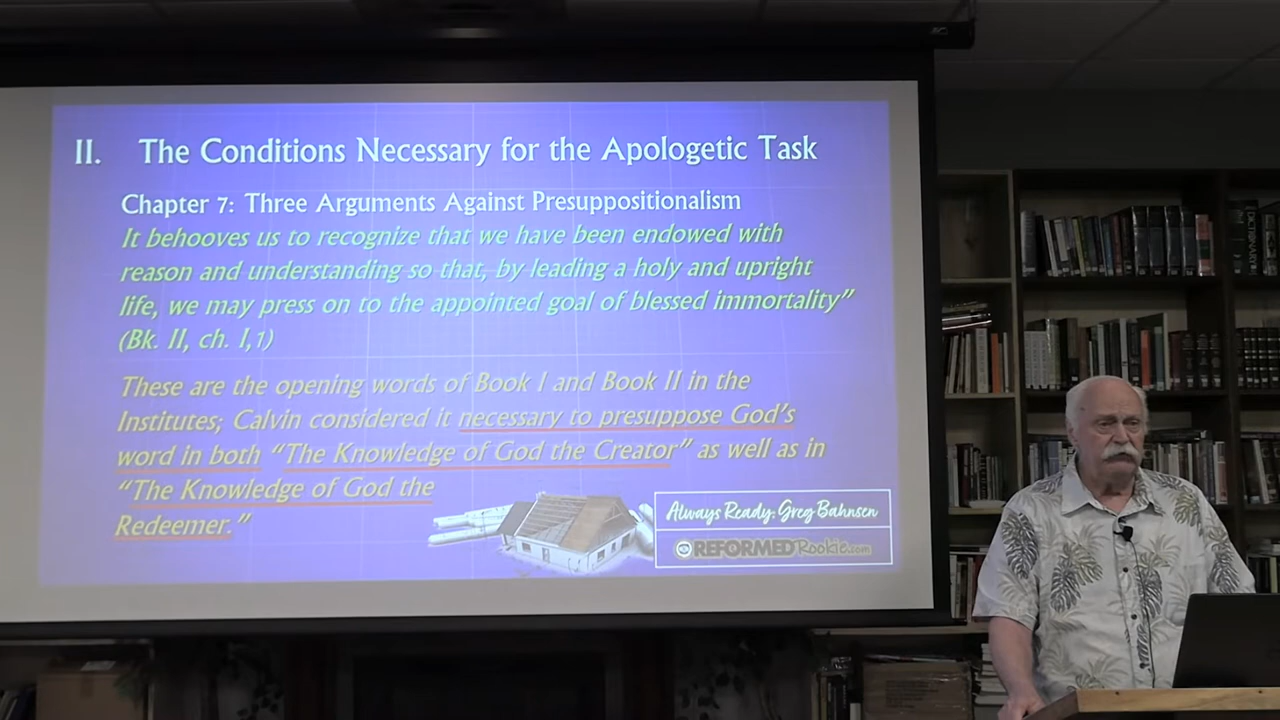 II. The Conditions Necessary for the Apologetic Task
Chapter 7: Three Arguments Against Presuppositionalism
It behooves us to recognize that we have been endowed with
reason and understanding so that, by leading a holy and upright
life, we may press on to the appointed goal of blessed immortality”
(Bk. II, ch. I,1)
These are the opening words of Book I and Book II in the
Institutes; Calvin considered it necessary to presuppose God’s
word in both “The Knowledge of God the Creator” as well as in
“The Knowledge of God the
Redeemer.”
Always Ready: Greg Bahnsen
REFORMEDRookie.com
DICTIONARY